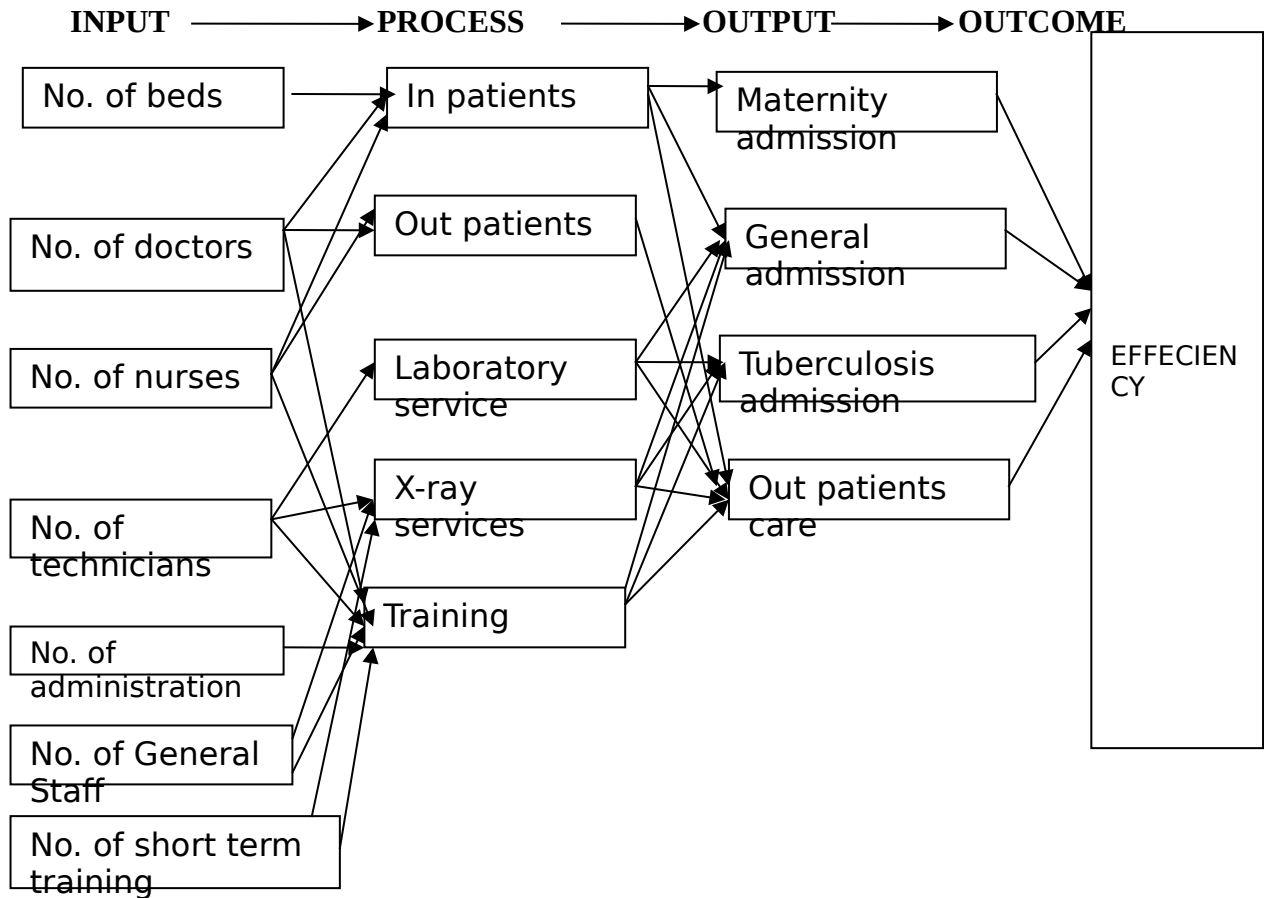 INPUT PROCESS OUTPUT OUTCOME
No. of beds
No. of doctors
No. of nurses
No. of
technicians
No. of
administration
No. of General
Staff
No. of short term
training
In patients
Out patients
Laboratory
service
X-ray
services
Training
Maternity
admission
General
admission
Tuberculosis
admission
Out patients
care
EFFECIEN
CY